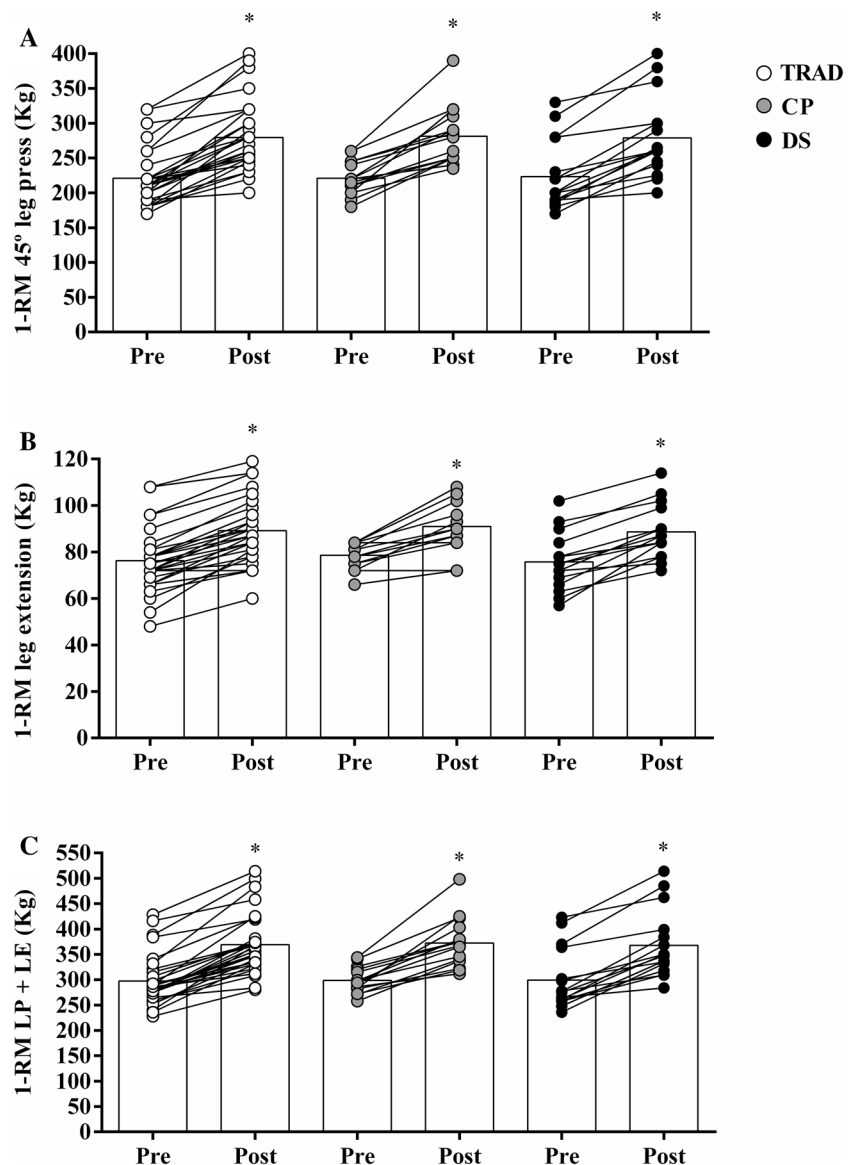 A
* * *
400
350
300
250
200
150
100
50
0
1-RM 45º leg press (Kg)
Pre Post Pre Post Pre Post
TRAD
CP
DS
B
* * *
120
100
80
60
40
20
0
1-RM leg extension (Kg)
Pre Post Pre Post Pre Post
C
* * *
550
500
450
400
350
300
250
200
150
100
50
0
1-RM LP + LE (Kg)
Pre Post Pre Post Pre Post